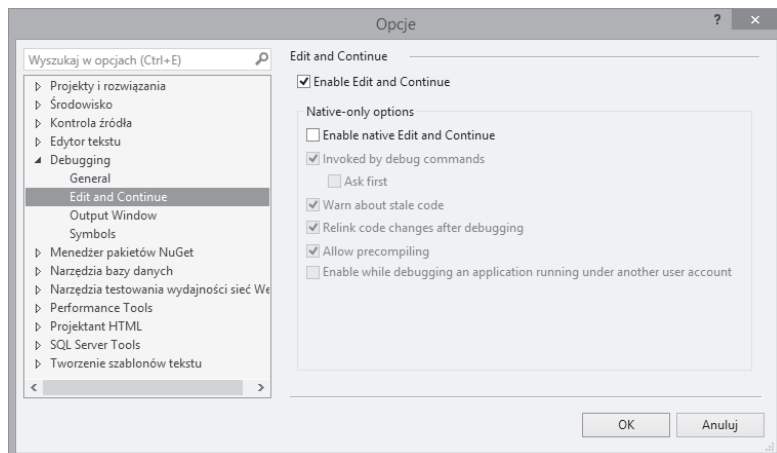 Opcje
?
×
Wyszukaj w opcjach (Ctrl+E)
Projekty i rozwiązania
Środowisko
Kontrola źródła
Edytor tekstu
Debugging
General
Edit and Continue
Output Window
Symbols
Menedżer pakietów NuGet
Narzędzia bazy danych
Narzędzia testowania wydajności sieć We
Performance Tools
Projektant HTML
SQL Server Tools
Tworzenie szablonów tekstu
Edit and Continue
Enable Edit and Continue
Native-only options
Enable native Edit and Continue
Invoked by debug commands
Ask first
Warn about stale code
Relink code changes after debugging
Allow precompiling
Enable while debugging an application running under another user account
OK
Anuluj